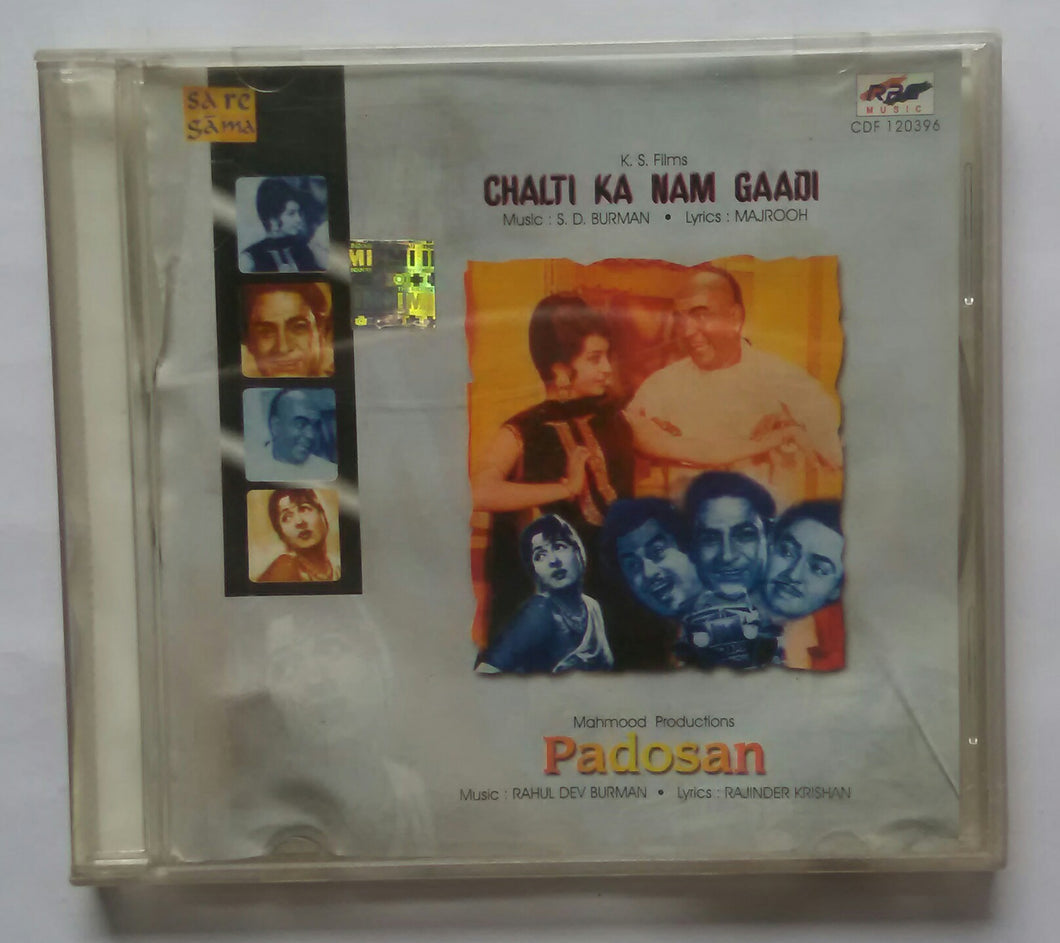 sa re
gāma
RPG
MUSIC
CDF 120396
K. S. Films
CHALTI KA NAM GAADI
Music : S. D. BURMAN • Lyrics : MAJROOH
Mahmood Productions
Padosan
Music : RAHUL DEV BURMAN • Lyrics : RAJINDER KRISHAN